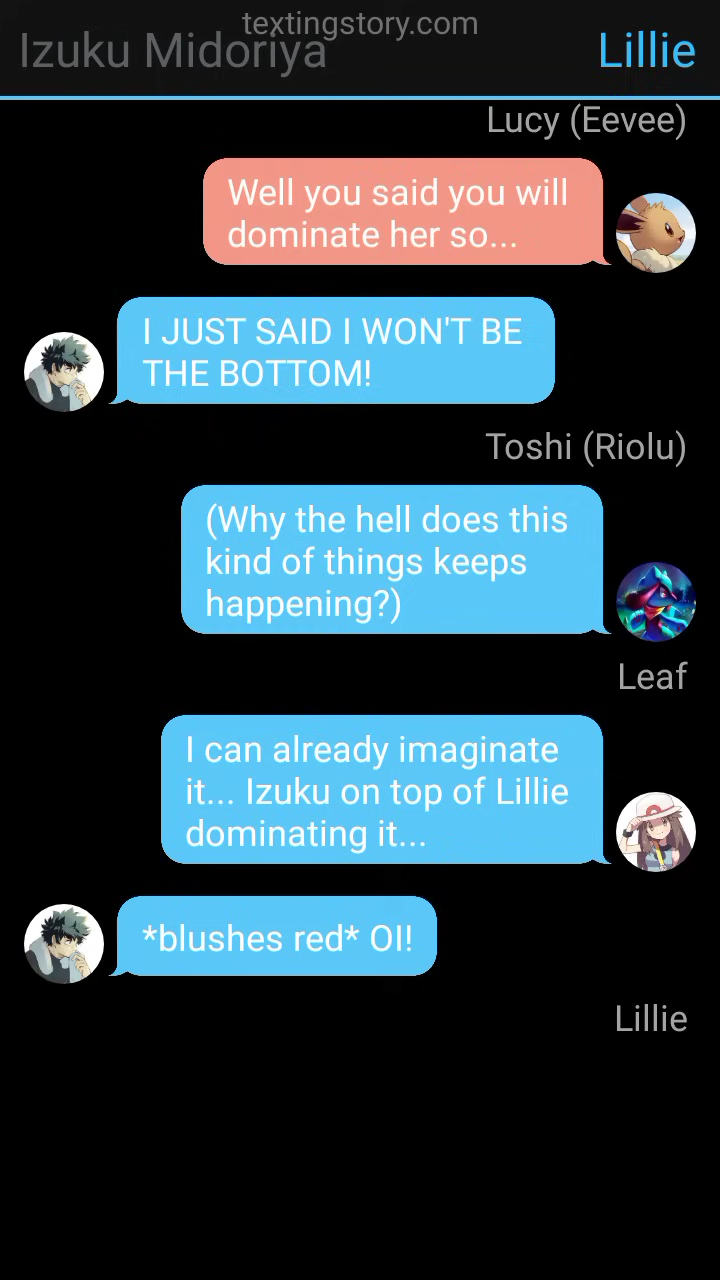 textingstory.com
Izuku Midoriya
Lillie
Lucy (Eevee)
Well you said you will
dominate her so...
I JUST SAID I WON'T BE
THE BOTTOM!
Toshi (Riolu)
(Why the hell does this
kind of things keeps
happening?)
Leaf
I can already imaginate
it... Izuku on top of Lillie
dominating it...
*blushes red* OI!
Lillie